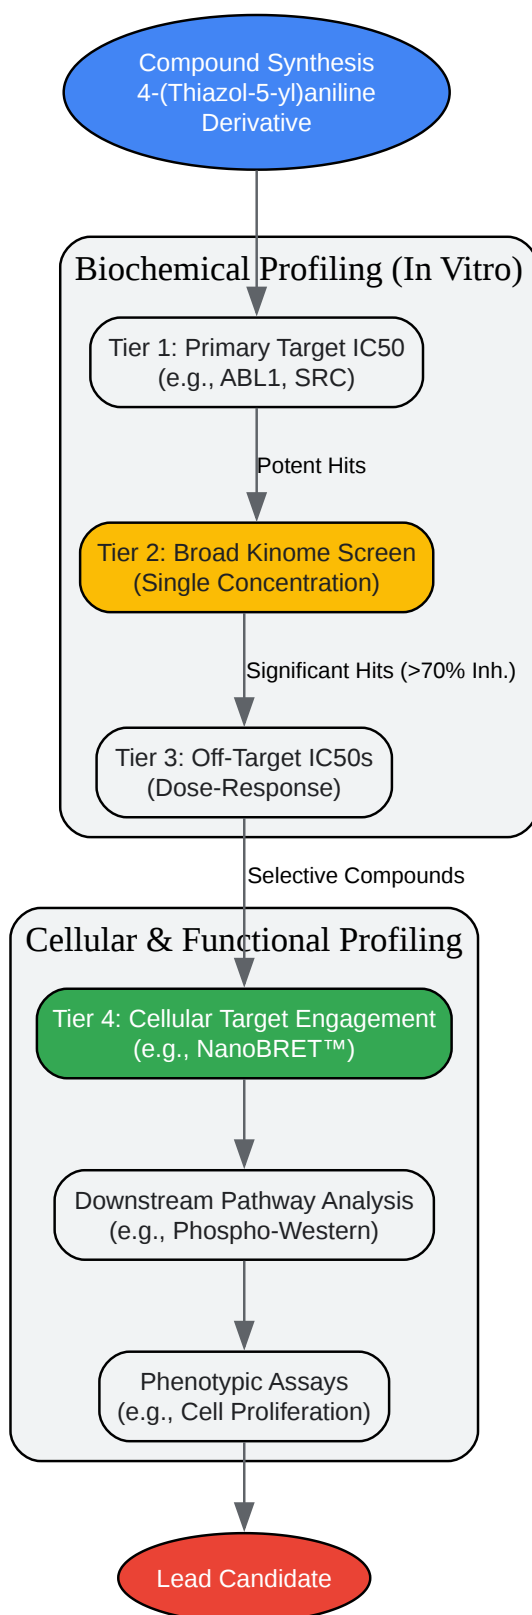 Compound Synthesis
4-(Thiazol-5-yl)aniline
Derivative
Biochemical Profiling (In Vitro)
Tier 1: Primary Target IC50
(e.g., ABL1, SRC)
Potent Hits
Tier 2: Broad Kinome Screen
(Single Concentration)
Significant Hits (>70% Inh.)
Tier 3: Off-Target IC50s
(Dose-Response)
Selective Compounds
Cellular & Functional Profiling
Tier 4: Cellular Target Engagement
(e.g., NanoBRET™)
Downstream Pathway Analysis
(e.g., Phospho-Western)
Phenotypic Assays
(e.g., Cell Proliferation)
Lead Candidate